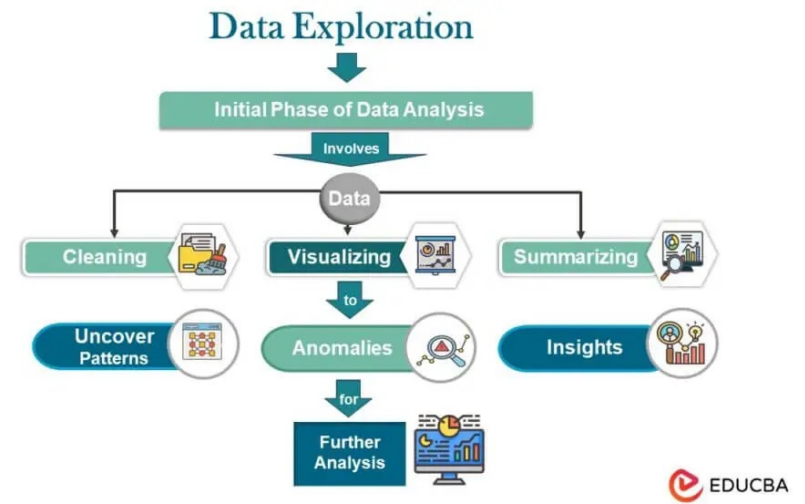 Data Exploration
Initial Phase of Data Analysis
Involves
Data
Cleaning
Visualizing
Summarizing
to
Uncover
Patterns
Anomalies
Insights
for
Further
Analysis
EDUCBA